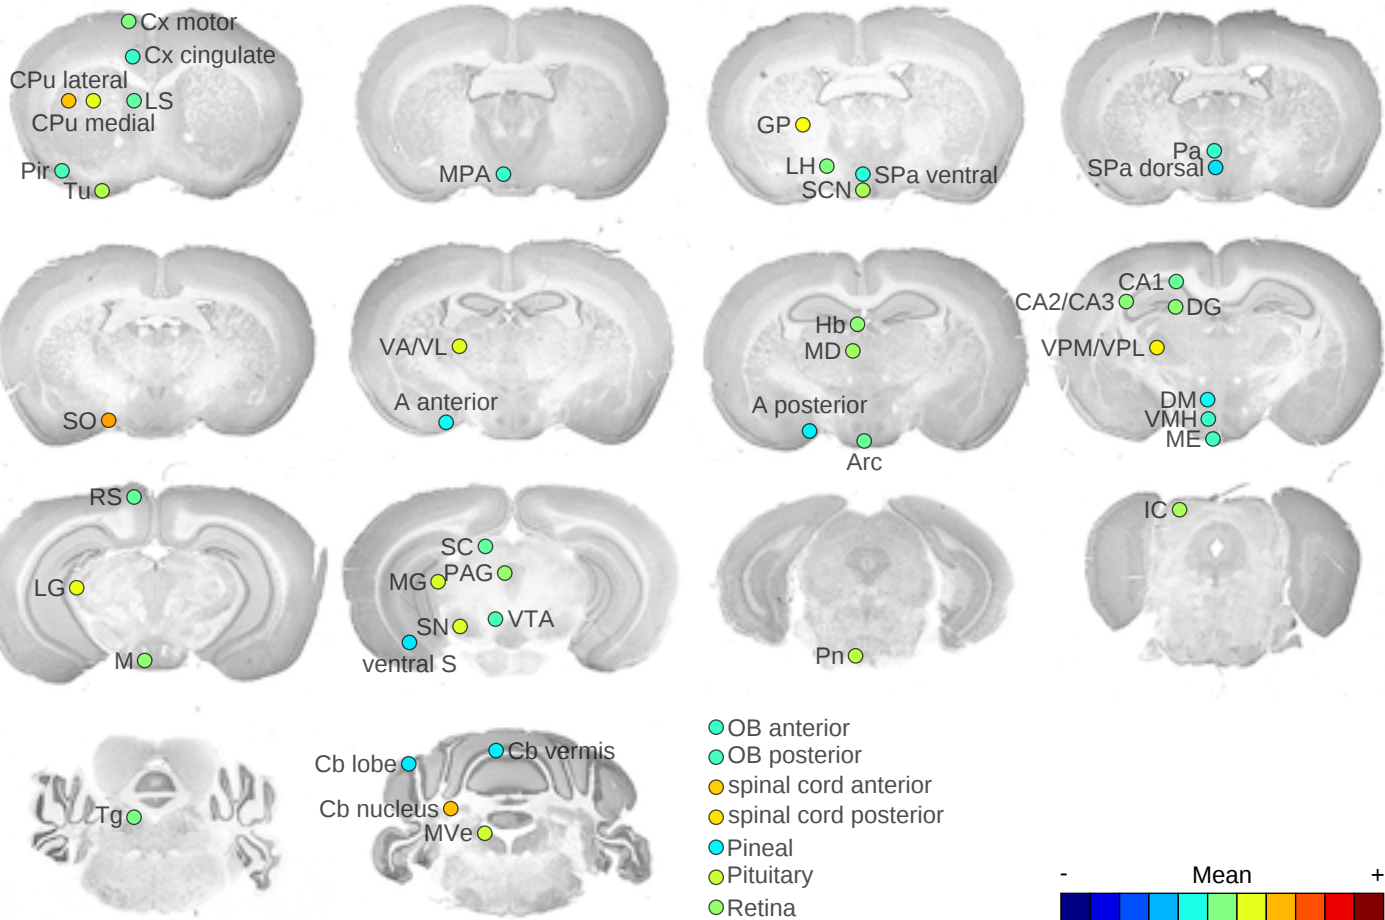 Cx motor
Cx cingulate
CPu lateral
LS
CPu medial
Pir
Tu
MPA
GP
LH
SPa ventral
SCN
Pa
SPa dorsal
SO
VA/VL
A anterior
Hb
MD
A posterior
Arc
CA1
CA2/CA3
DG
VPM/VPL
DM
VMH
ME
RS
LG
M
SC
PAG
MG
VTA
SN
ventral S
Pn
IC
Tg
Cb vermis
Cb lobe
Cb nucleus
MVe
OB anterior
OB posterior
spinal cord anterior
spinal cord posterior
Pineal
Pituitary
Retina
- Mean +